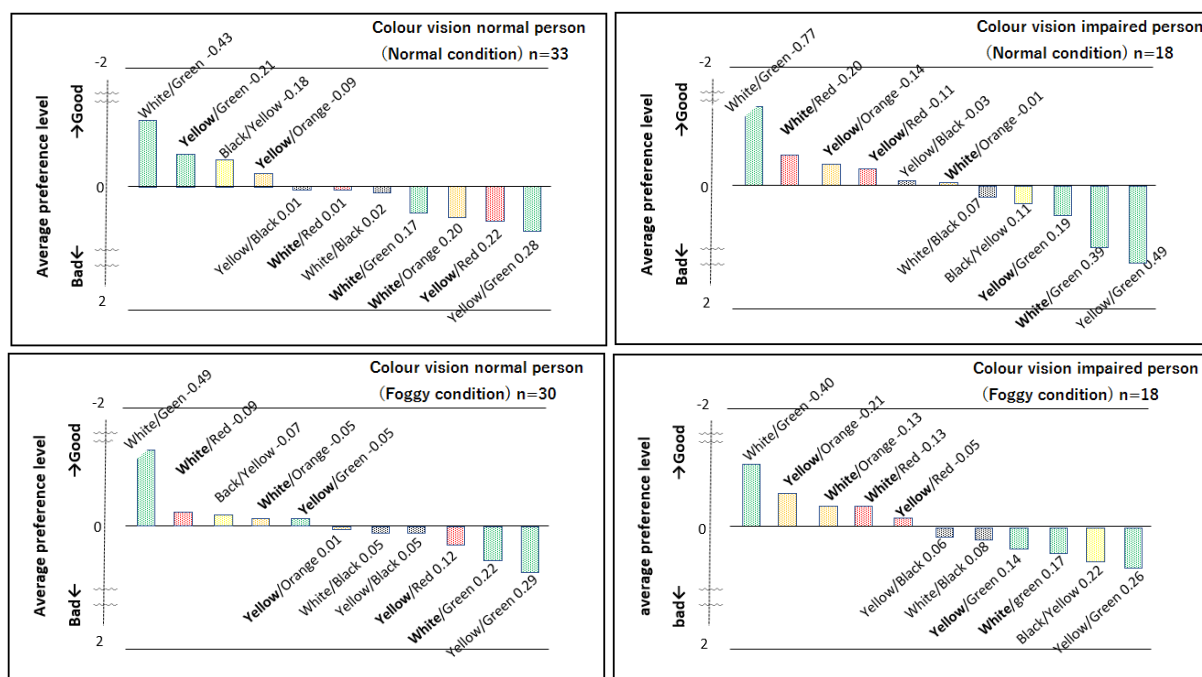 Colour vision normal person
(Normal condition) n=33
-2
0
2
Average preference level
Bad← →Good
White/Green -0.43
Yellow/Green -0.21
Black/Yellow -0.18
Yellow/Orange -0.09
Yellow/Black 0.01
White/Red 0.01
White/Black 0.02
White/Green 0.17
White/Orange 0.20
Yellow/Red 0.22
Yellow/Green 0.28
Colour vision impaired person
(Normal condition) n=18
-2
0
2
Average preference level
Bad← →Good
White/Green -0.77
White/Red -0.20
Yellow/Orange -0.14
Yellow/Red -0.11
Yellow/Black -0.03
White/Orange -0.01
White/Black 0.07
Black/Yellow 0.11
Yellow/Green 0.19
White/Green 0.39
Yellow/Green 0.49
Colour vision normal person
(Foggy condition) n=30
-2
0
2
Average preference level
Bad← →Good
White/Geen -0.49
White/Red -0.09
Back/Yellow -0.07
White/Orange -0.05
Yellow/Green -0.05
Yellow/Orange 0.01
White/Black 0.05
Yellow/Black 0.05
Yellow/Red 0.12
White/Green 0.22
Yellow/Green 0.29
Colour vision impaired person
(Foggy condition) n=18
-2
0
2
average preference level
bad← →Good
White/Green -0.40
Yellow/Orange -0.21
White/Orange -0.13
White/Red -0.13
Yellow/Red -0.05
Yellow/Black 0.06
White/Black 0.08
Yellow/Green 0.14
White/green 0.17
Black/Yellow 0.22
Yellow/Green 0.26